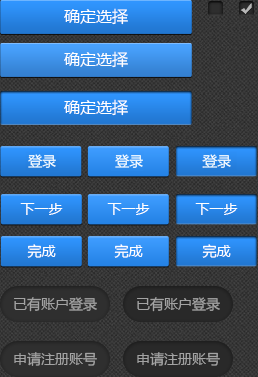 确定选择
确定选择
确定选择
登录 登录 登录
下一步 下一步 下一步
完成 完成 完成
已有账户登录 已有账户登录
申请注册账号 申请注册账号